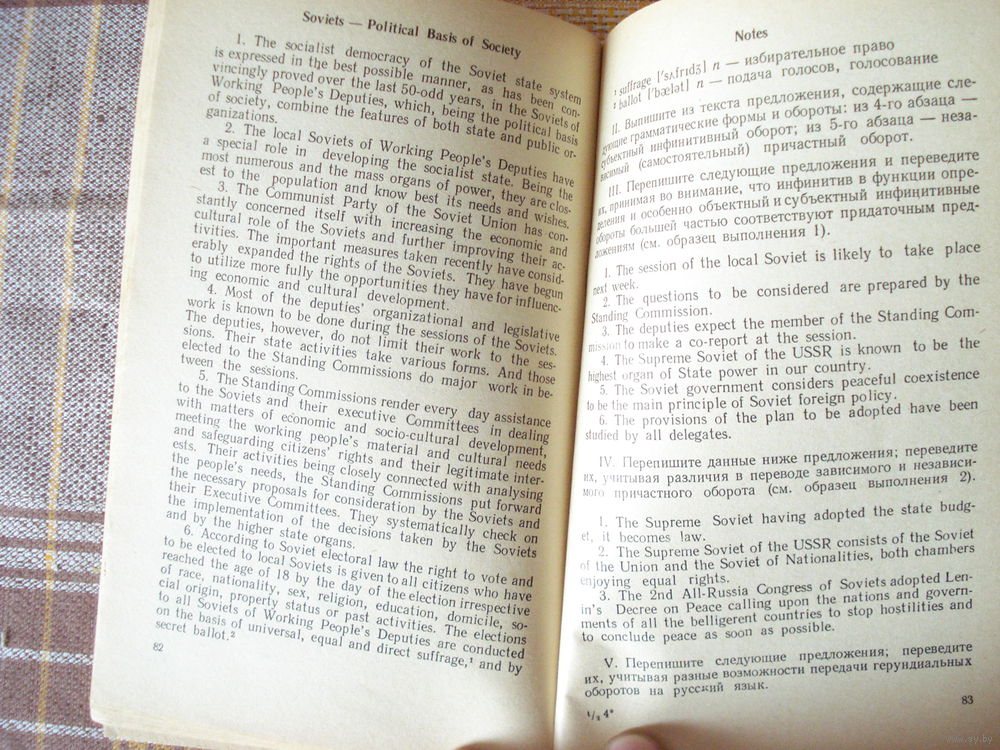 Soviets — Political Basis of Society
1. The socialist democracy of the Soviet state system
is expressed in the best possible manner, as has been con-
vincingly proved over the last 50-odd years, in the Soviets of
Working People's Deputies, which, being the political basis
of society, combine the features of both state and public or-
ganizations.
2. The local Soviets of Working People's Deputies have
a special role in developing the socialist state. Being the
most numerous and the mass organs of power, they are clos-
est to the population and know best its needs and wishes.
3. The Communist Party of the Soviet Union has con-
stantly concerned itself with increasing the economic and
cultural role of the Soviets and further improving their ac-
tivities. The important measures taken recently have consid-
erably expanded the rights of the Soviets. They have begun
to utilize more fully the opportunities they have for influenc-
ing economic and cultural development.
4. Most of the deputies' organizational and legislative
work is known to be done during the sessions of the Soviets.
The deputies, however, do not limit their work to the ses-
sions. Their state activities take various forms. And those
elected to the Standing Commissions do major work in be-
tween the sessions.
5. The Standing Commissions render every day assistance
to the Soviets and their executive Committees in dealing
with matters of economic and socio-cultural development,
meeting the working people's material and cultural needs
and safeguarding citizens' rights and their legitimate inter-
ests. Their activities being closely connected with analysing
the people's needs, the Standing Commissions put forward
the necessary proposals for consideration by the Soviets and
their Executive Committees. They systematically check on
the implementation of the decisions taken by the Soviets
and by the higher state organs.
6. According to Soviet electoral law the right to vote and
to be elected to local Soviets is given to all citizens who have
reached the age of 18 by the day of the election irrespective
of race, nationality, sex, religion, education, domicile, so-
cial origin, property status or past activities. The elections
to all Soviets of Working People's Deputies are conducted
on the basis of universal, equal and direct suffrage,¹ and by
secret ballot.²
82
Notes
¹ suffrage ['sʌfrɪdʒ] n — избирательное право
² ballot ['bælət] n — подача голосов, голосование
II. Выпишите из текста предложения, содержащие сле-
дующие грамматические формы и обороты: из 4-го абзаца —
субъектный инфинитивный оборот; из 5-го абзаца — неза-
висимый (самостоятельный) причастный оборот.
III. Перепишите следующие предложения и переведите
их, принимая во внимание, что инфинитив в функции опре-
деления и особенно объектный и субъектный инфинитивные
обороты большей частью соответствуют придаточным пред-
ложениям (см. образец выполнения 1).
1. The session of the local Soviet is likely to take place
next week.
2. The questions to be considered are prepared by the
Standing Commission.
3. The deputies expect the member of the Standing Com-
mission to make a co-report at the session.
4. The Supreme Soviet of the USSR is known to be the
highest organ of State power in our country.
5. The Soviet government considers peaceful coexistence
to be the main principle of Soviet foreign policy.
6. The provisions of the plan to be adopted have been
studied by all delegates.
IV. Перепишите данные ниже предложения; переведите
их, учитывая различия в переводе зависимого и независи-
мого причастного оборота (см. образец выполнения 2).
1. The Supreme Soviet having adopted the state budg-
et, it becomes law.
2. The Supreme Soviet of the USSR consists of the Soviet
of the Union and the Soviet of Nationalities, both chambers
enjoying equal rights.
3. The 2nd All-Russia Congress of Soviets adopted Len-
in's Decree on Peace calling upon the nations and govern-
ments of all the belligerent countries to stop hostilities and
to conclude peace as soon as possible.
V. Перепишите следующие предложения; переведите
их, учитывая разные возможности передачи герундиальных
оборотов на русский язык.
¹/₂ 4*
83
www.ay.by